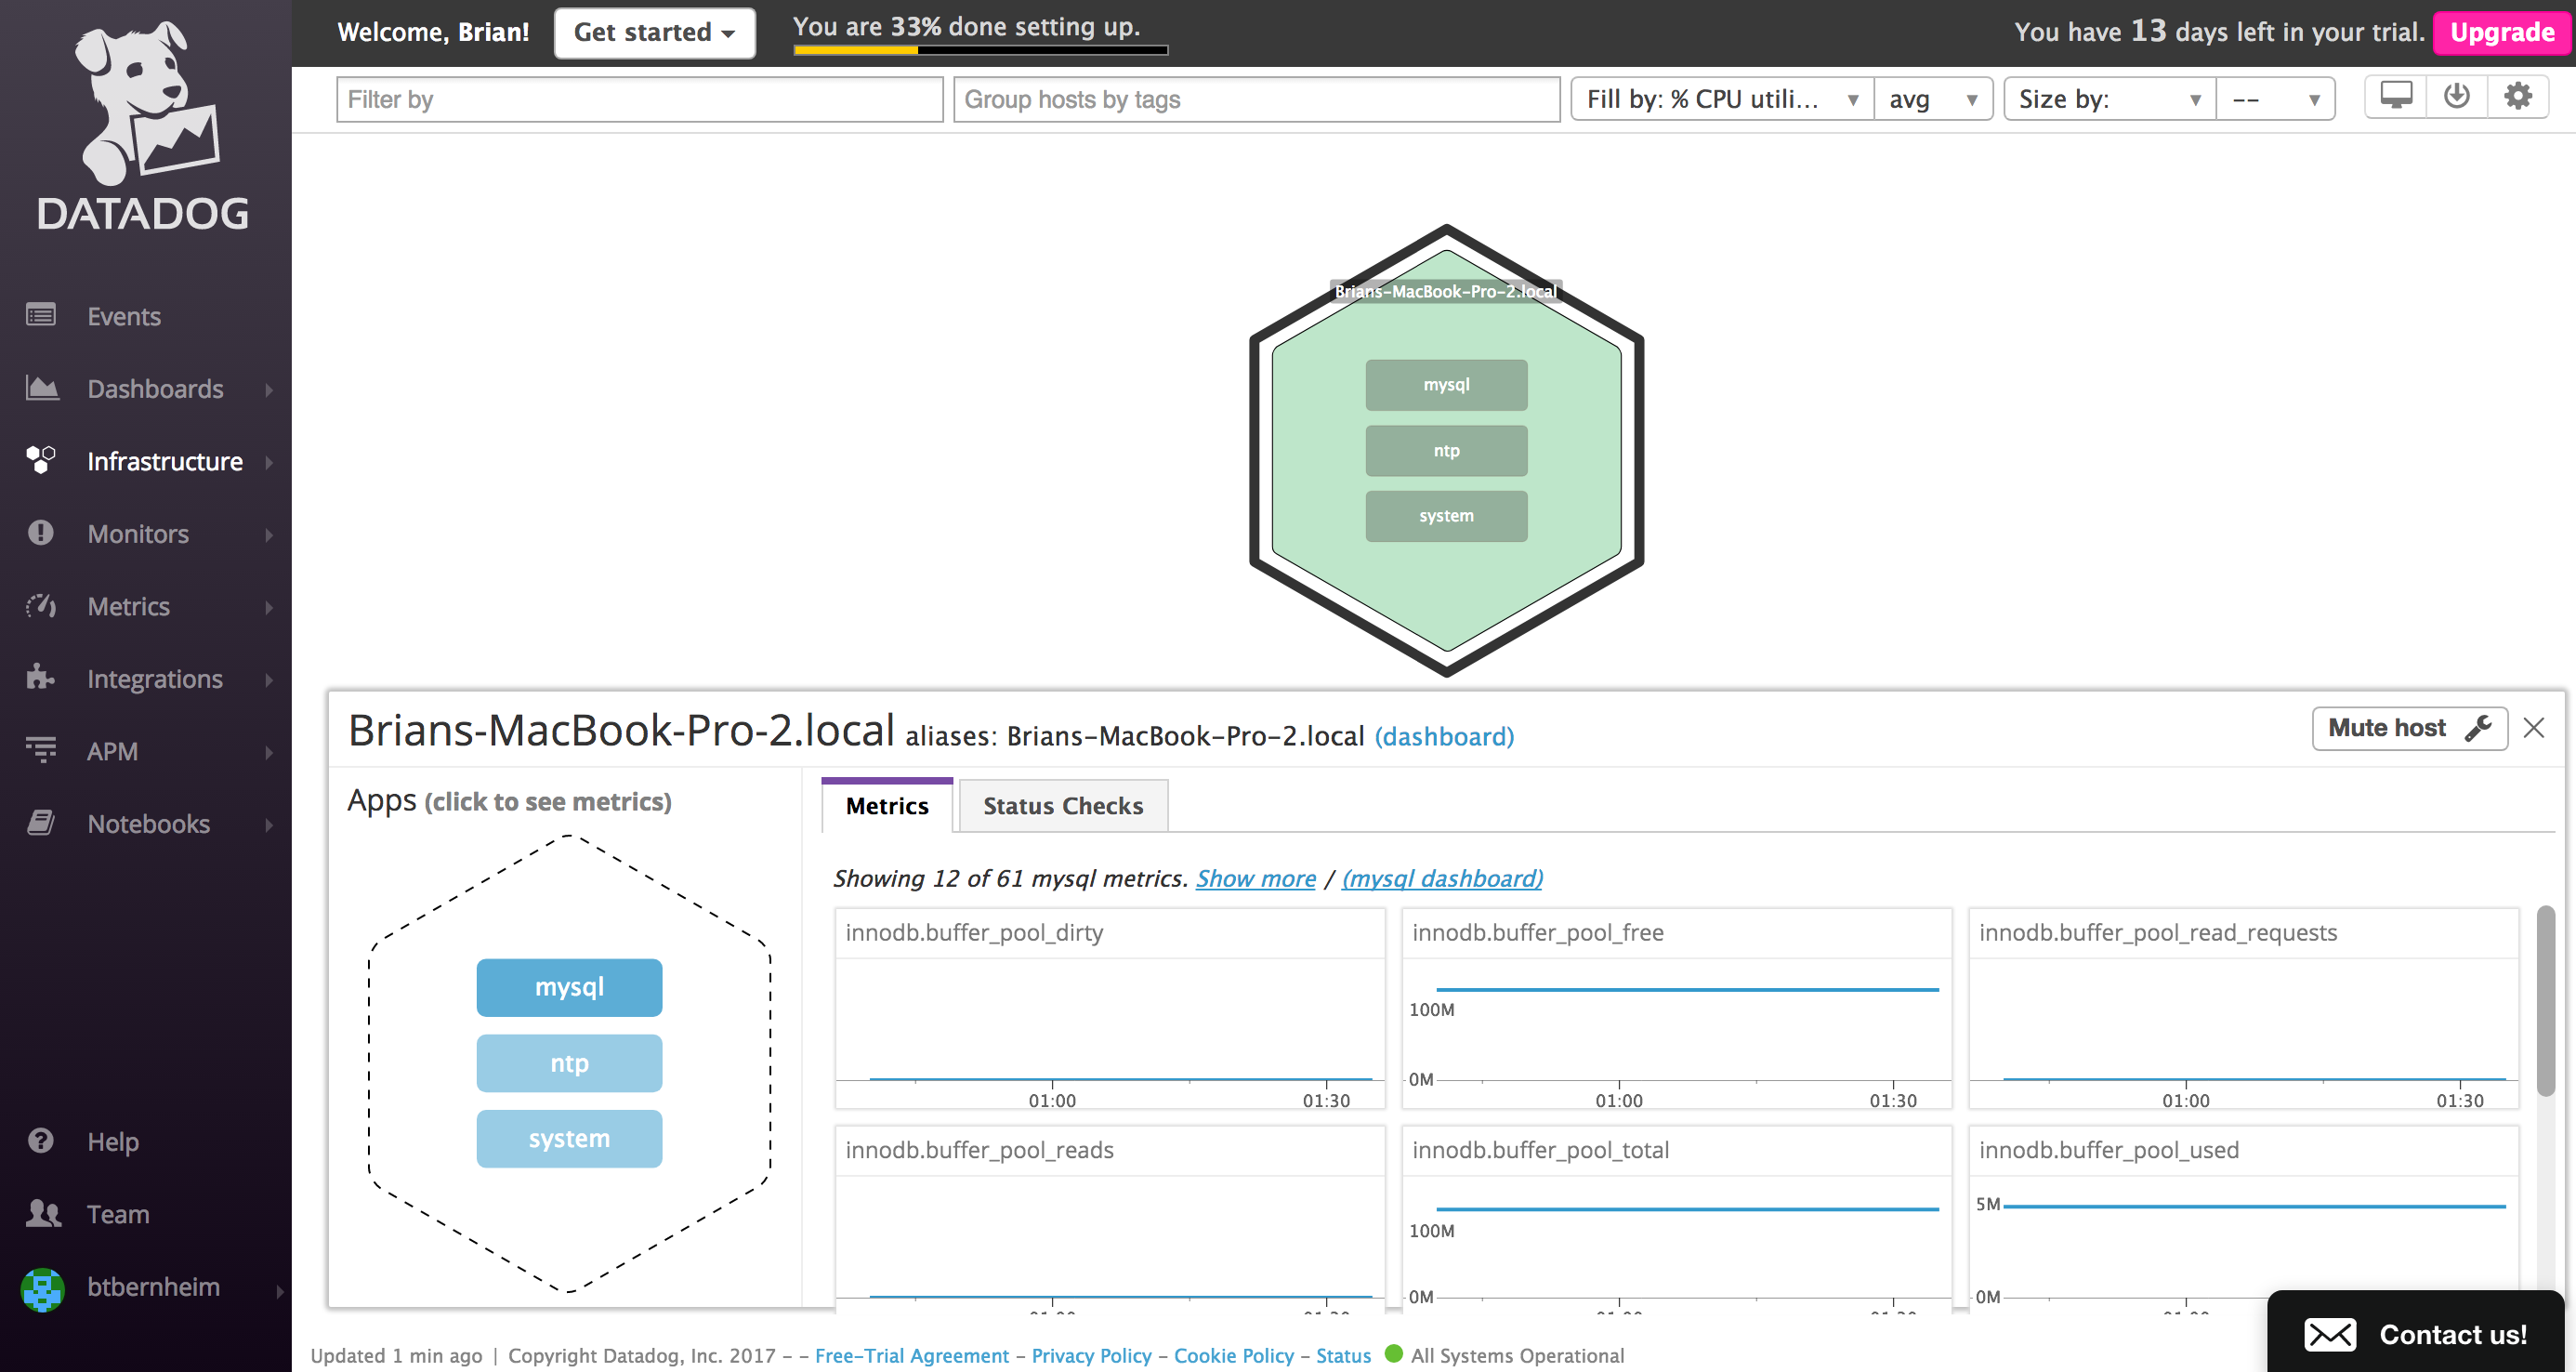 DATADOG
Events
Dashboards
Infrastructure
Monitors
Metrics
Integrations
APM
Notebooks
Help
Team
btbernheim
Welcome, Brian!
Get started
You are 33% done setting up.
You have 13 days left in your trial.
Upgrade
Filter by
Group hosts by tags
Fill by: % CPU utili...
avg
Size by:
--
Brians-MacBook-Pro-2.local
mysql
ntp
system
Brians-MacBook-Pro-2.local aliases: Brians-MacBook-Pro-2.local (dashboard)
Mute host
Apps (click to see metrics)
mysql
ntp
system
Metrics
Status Checks
Showing 12 of 61 mysql metrics. Show more / (mysql dashboard)
innodb.buffer_pool_dirty
01:00
01:30
innodb.buffer_pool_free
100M
0M
01:00
01:30
innodb.buffer_pool_read_requests
01:00
01:30
innodb.buffer_pool_reads
innodb.buffer_pool_total
100M
0M
innodb.buffer_pool_used
5M
0M
Contact us!
Updated 1 min ago | Copyright Datadog, Inc. 2017 - - Free-Trial Agreement - Privacy Policy - Cookie Policy - Status All Systems Operational